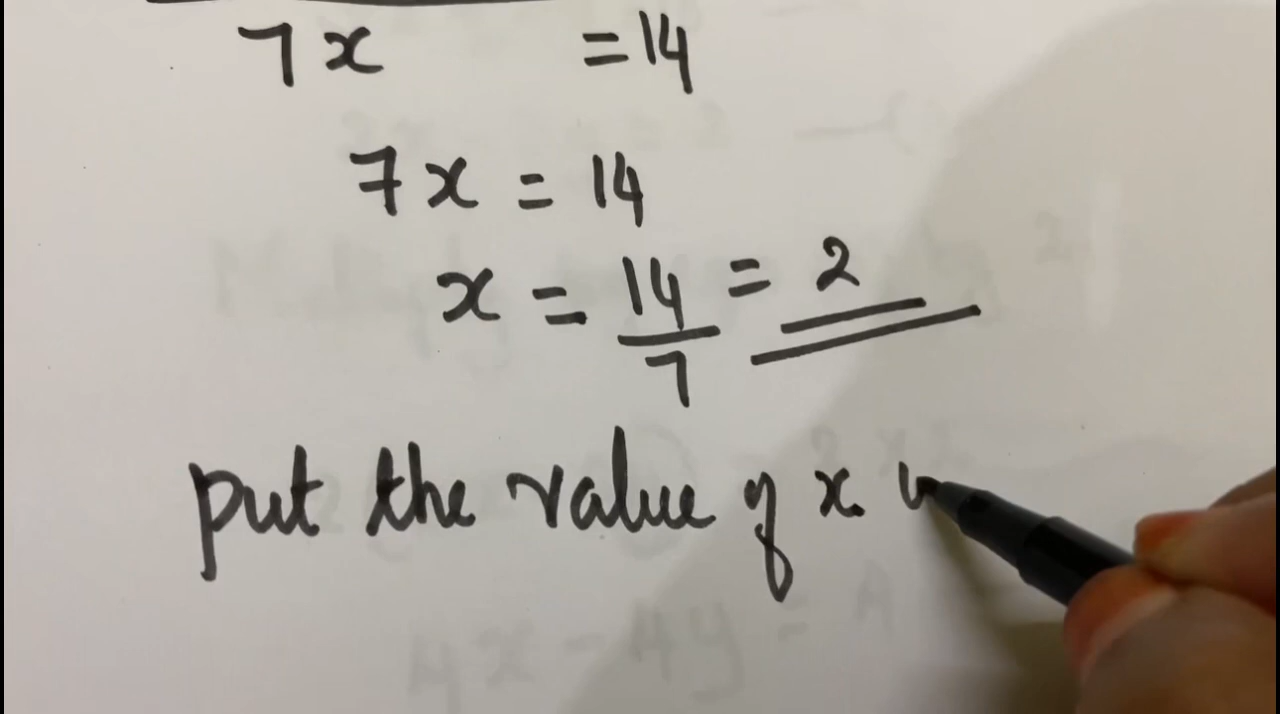 7x = 14
7x = 14
x = 14/7 = 2
put the value of x